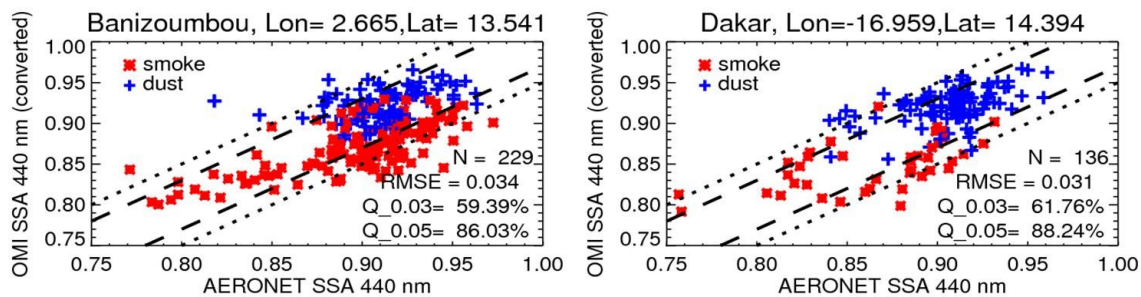 Banizoumbou, Lon= 2.665,Lat= 13.541
OMI SSA 440 nm (converted)
1.00
0.95
0.90
0.85
0.80
0.75
smoke
dust
N = 229
RMSE = 0.034
Q_0.03= 59.39%
Q_0.05= 86.03%
0.75 0.80 0.85 0.90 0.95 1.00
AERONET SSA 440 nm
Dakar, Lon=-16.959,Lat= 14.394
OMI SSA 440 nm (converted)
1.00
0.95
0.90
0.85
0.80
0.75
smoke
dust
N = 136
RMSE = 0.031
Q_0.03= 61.76%
Q_0.05= 88.24%
0.75 0.80 0.85 0.90 0.95 1.00
AERONET SSA 440 nm